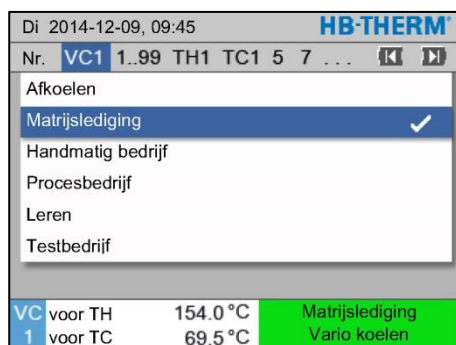 Di 2014-12-09, 09:45 HB-THERM®
Nr. VC1 1..99 TH1 TC1 5 7 ...
Afkoelen
Matrijslediging
Handmatig bedrijf
Procesbedrijf
Leren
Testbedrijf
VC voor TH 154.0 °C Matrijslediging
1 voor TC 69.5 °C Vario koelen